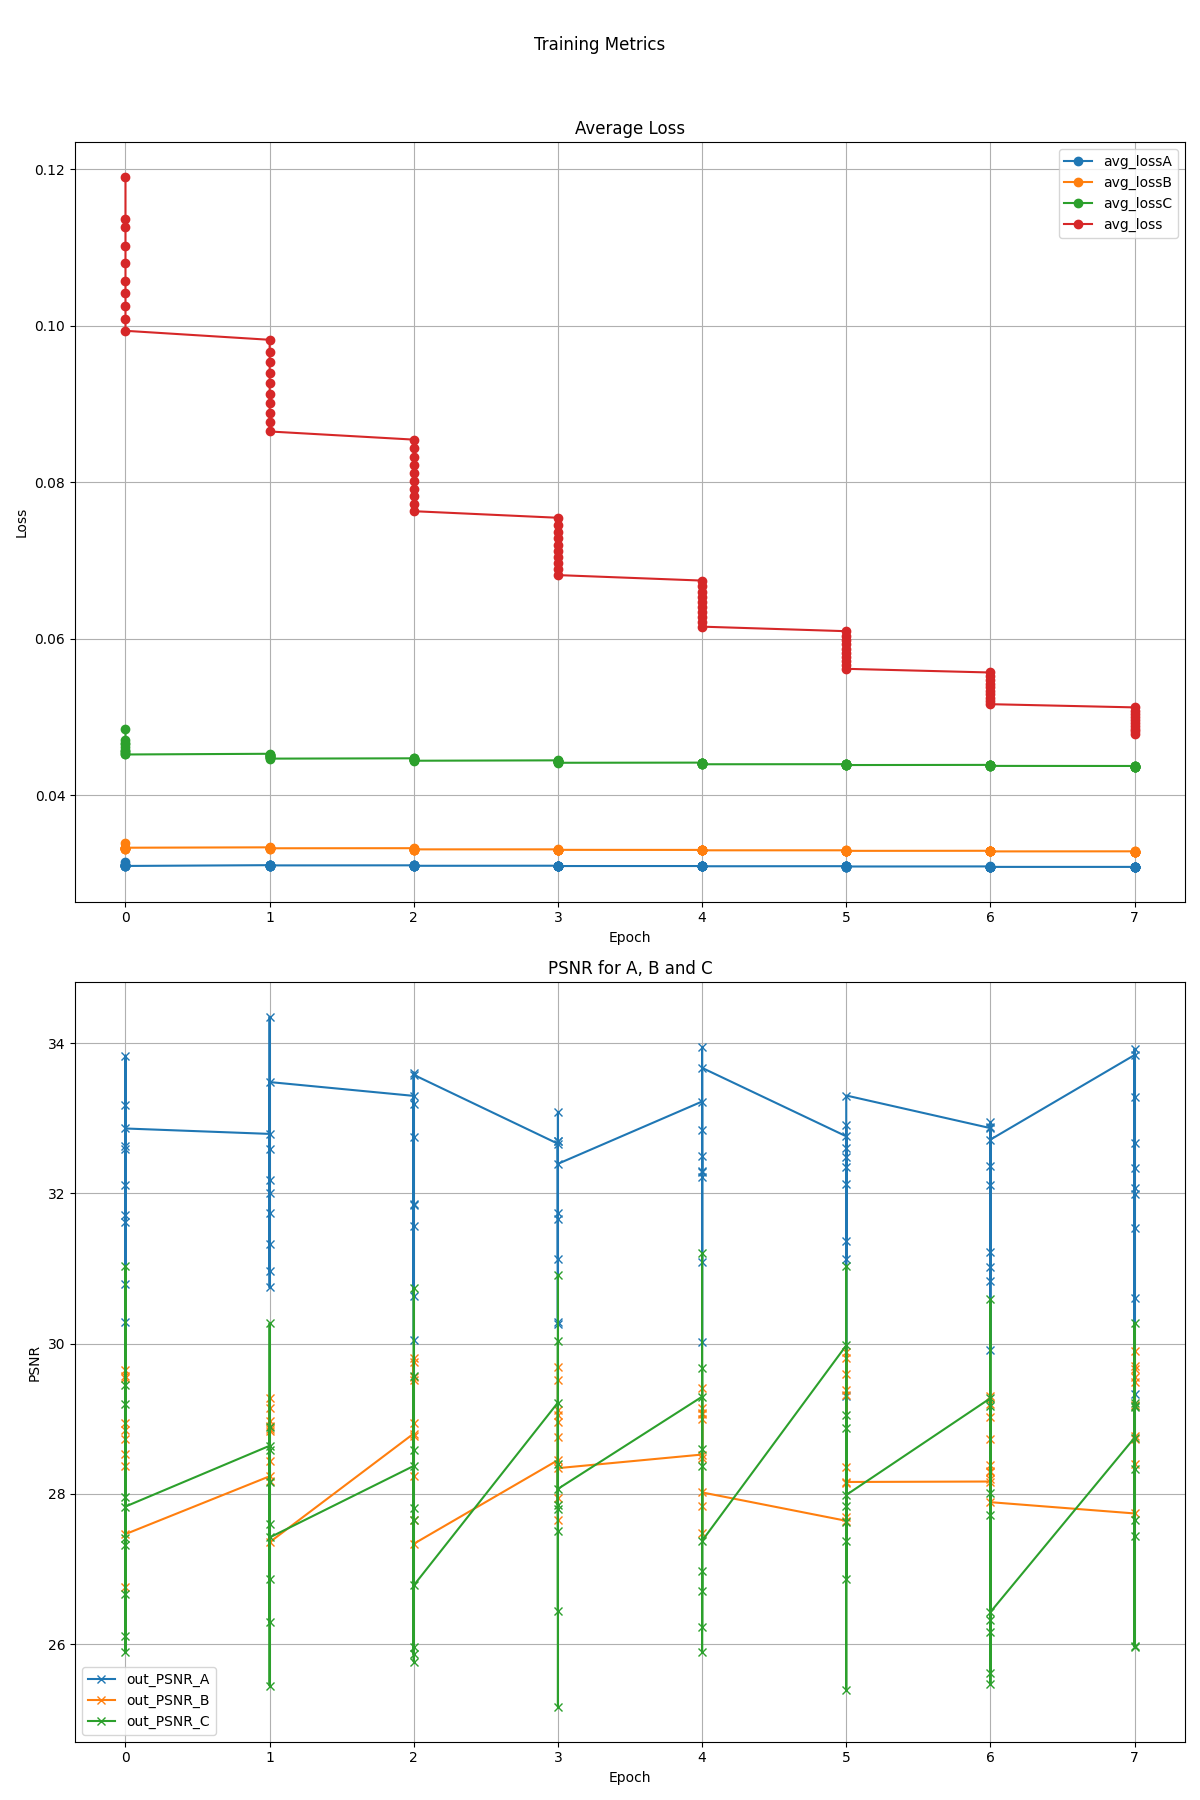 Training Metrics
Average Loss
avg_lossA
avg_lossB
avg_lossC
avg_loss
0.12
0.10
0.08
0.06
0.04
Loss
0 1 2 3 4 5 6 7
Epoch
PSNR for A, B and C
34
32
30
28
26
PSNR
out_PSNR_A
out_PSNR_B
out_PSNR_C
0 1 2 3 4 5 6 7
Epoch